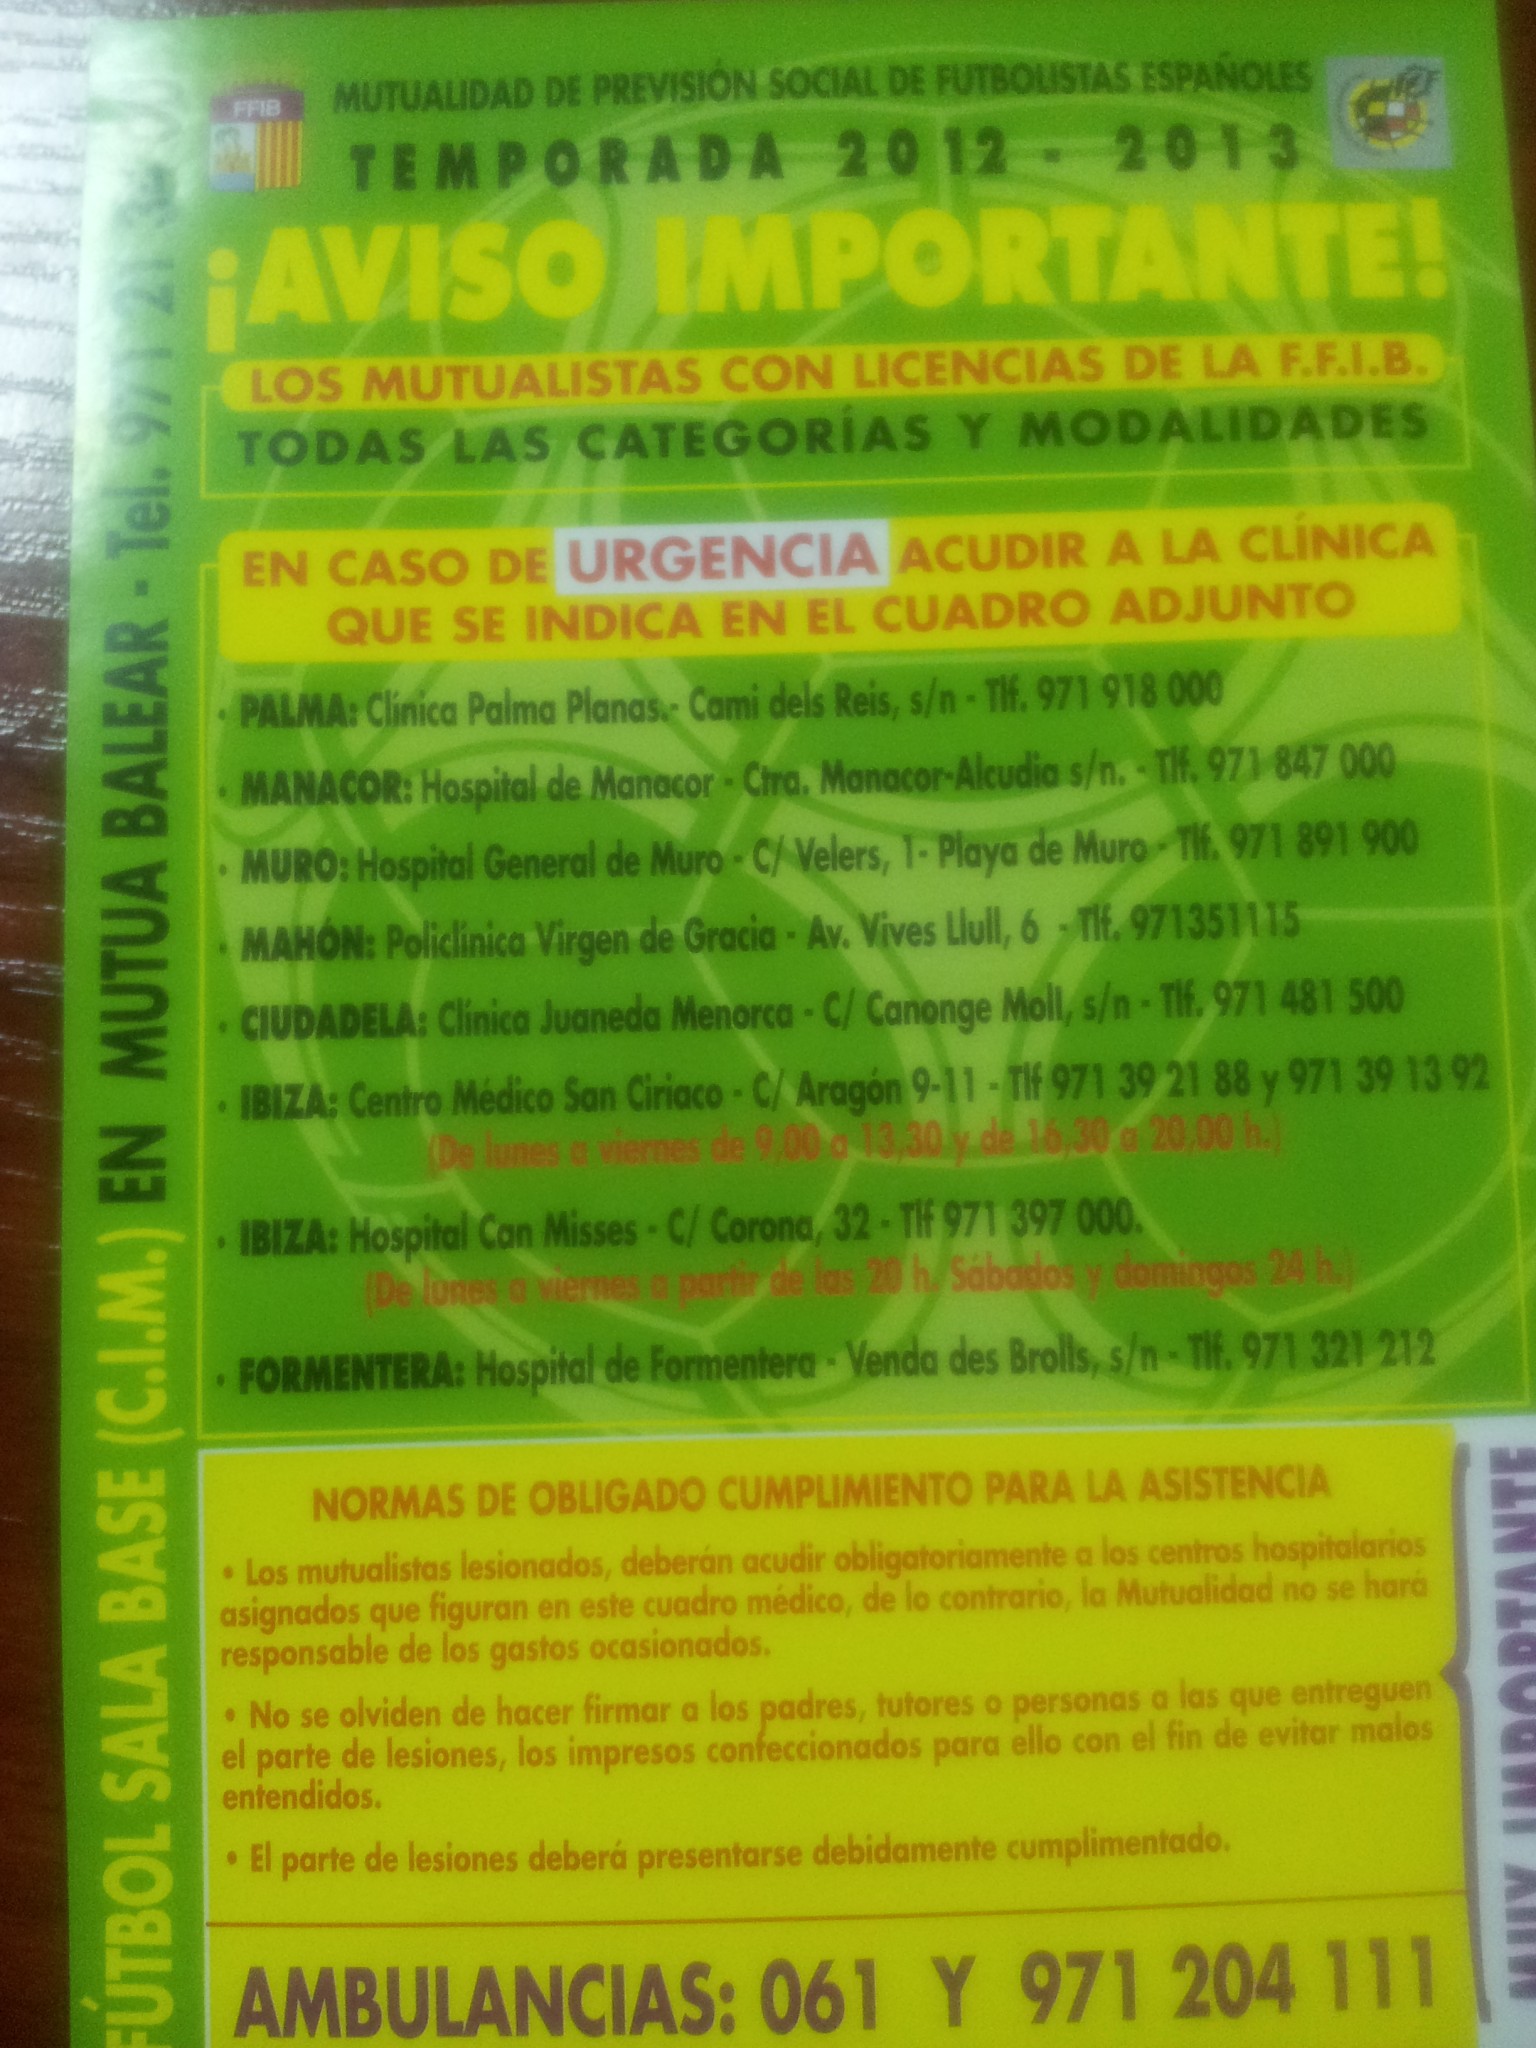 FFIB
MUTUALIDAD DE PREVISIÓN SOCIAL DE FUTBOLISTAS ESPAÑOLES
TEMPORADA 2012 - 2013
¡AVISO IMPORTANTE!
LOS MUTUALISTAS CON LICENCIAS DE LA F.F.I.B.
TODAS LAS CATEGORÍAS Y MODALIDADES
EN CASO DE URGENCIA ACUDIR A LA CLÍNICA
QUE SE INDICA EN EL CUADRO ADJUNTO
• PALMA: Clínica Palma Planas.- Cami dels Reis, s/n - Tlf. 971 918 000
• MANACOR: Hospital de Manacor - Ctra. Manacor-Alcudia s/n. - Tlf. 971 847 000
• MURO: Hospital General de Muro - C/ Velers, 1- Playa de Muro - Tlf. 971 891 900
• MAHÓN: Policlínica Virgen de Gracia - Av. Vives Llull, 6 - Tlf. 971351115
• CIUDADELA: Clínica Juaneda Menorca - C/ Canonge Moll, s/n - Tlf. 971 481 500
• IBIZA: Centro Médico San Ciriaco - C/ Aragón 9-11 - Tlf 971 39 21 88 y 971 39 13 92
(De lunes a viernes de 9,00 a 13,30 y de 16,30 a 20,00 h.)
• IBIZA: Hospital Can Misses - C/ Corona, 32 - Tlf 971 397 000.
(De lunes a viernes a partir de las 20 h. Sábados y domingos 24 h.)
• FORMENTERA: Hospital de Formentera - Venda des Brolls, s/n - Tlf. 971 321 212
NORMAS DE OBLIGADO CUMPLIMIENTO PARA LA ASISTENCIA
• Los mutualistas lesionados, deberán acudir obligatoriamente a los centros hospitalarios
asignados que figuran en este cuadro médico, de lo contrario, la Mutualidad no se hará
responsable de los gastos ocasionados.
• No se olviden de hacer firmar a los padres, tutores o personas a las que entreguen
el parte de lesiones, los impresos confeccionados para ello con el fin de evitar malos
entendidos.
• El parte de lesiones deberá presentarse debidamente cumplimentado.
AMBULANCIAS: 061 Y 971 204 111
FÚTBOL SALA BASE (C.I.M.) EN MUTUA BALEAR - Tel. 971 21 34
MUY IMPORTANTE